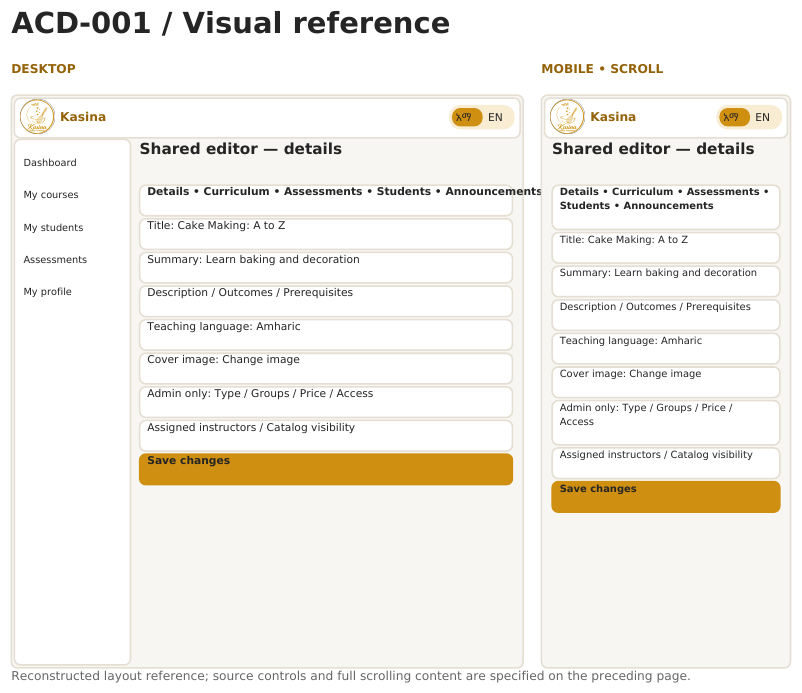 ACD-001 / Visual reference
DESKTOP
Kasina
Kasina
አማ
EN
Dashboard
My courses
My students
Assessments
My profile
Shared editor — details
Details • Curriculum • Assessments • Students • Announcements
Title: Cake Making: A to Z
Summary: Learn baking and decoration
Description / Outcomes / Prerequisites
Teaching language: Amharic
Cover image: Change image
Admin only: Type / Groups / Price / Access
Assigned instructors / Catalog visibility
Save changes
MOBILE • SCROLL
Kasina
Kasina
አማ
EN
Shared editor — details
Details • Curriculum • Assessments •
Students • Announcements
Title: Cake Making: A to Z
Summary: Learn baking and decoration
Description / Outcomes / Prerequisites
Teaching language: Amharic
Cover image: Change image
Admin only: Type / Groups / Price /
Access
Assigned instructors / Catalog visibility
Save changes
Reconstructed layout reference; source controls and full scrolling content are specified on the preceding page.